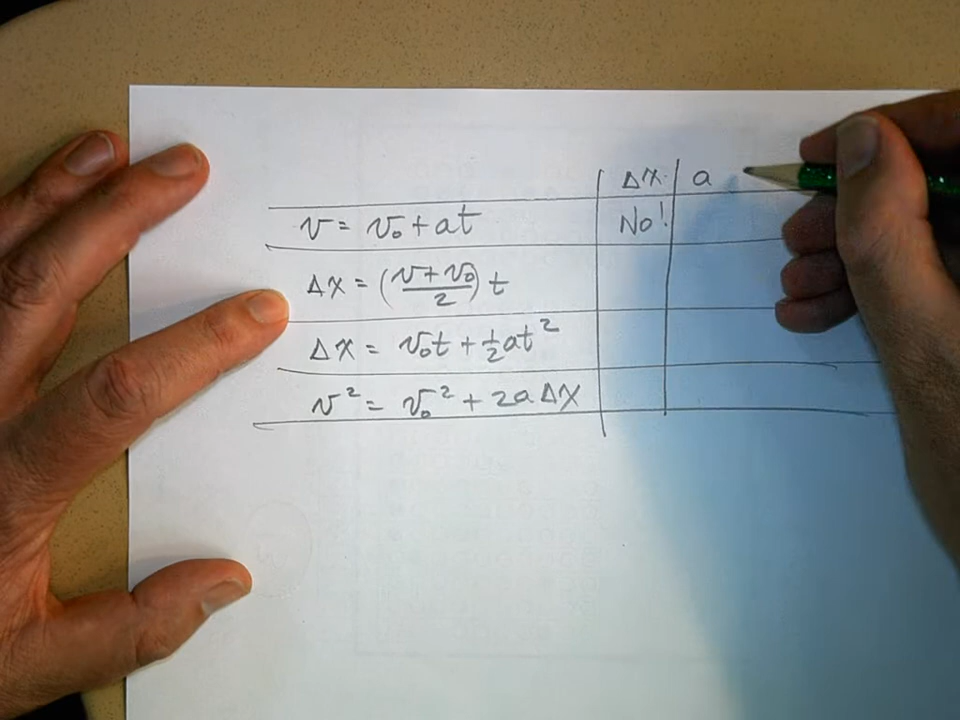 Δx a
v = v₀ + at No!
Δx = (v + v₀ / 2) t
Δx = v₀t + ½at²
v² = v₀² + 2aΔx